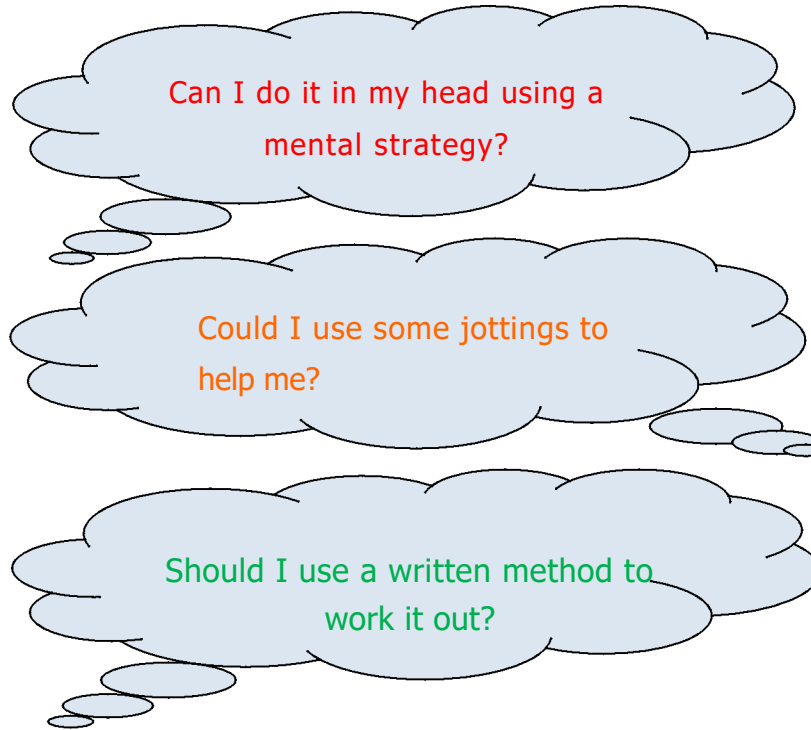 Can I do it in my head using a
mental strategy?
Could I use some jottings to
help me?
Should I use a written method to
work it out?